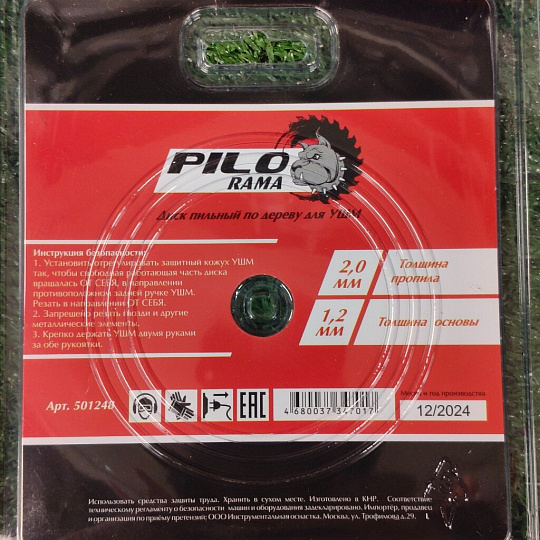 PILO
RAMA
Диск пильный по дереву для УШМ
Инструкция безопасности:
1. Установить/отрегулировать защитный кожух УШМ
так, чтобы свободная работающая часть диска
вращалась ОТ СЕБЯ, в направлении
противоположном задней ручке УШМ.
Резать в направлении ОТ СЕБЯ.
2. Запрещено резать гвозди и другие
металлические элементы.
3. Крепко держать УШМ двумя руками
за обе рукоятки.
2,0 мм
Толщина пропила
1,2 мм
Толщина основы
Арт. 501248
EAC
4 680037 347017
Месяц и год производства
12/2024
Использовать средства защиты труда. Хранить в сухом месте. Изготовлено в КНР. Соответствие
техническому регламенту о безопасности машин и оборудования задекларировано. Импортёр, продавец
и организация по приёму претензий; ООО Инструментальная оснастка. Москва, ул. Трофимова д.29.